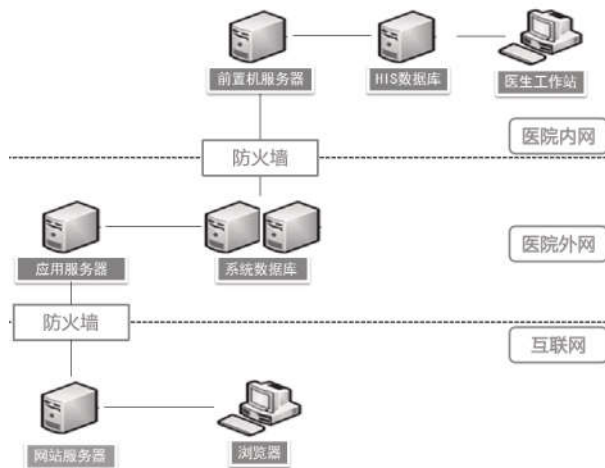 前置机服务器
HIS数据库
医生工作站
医院内网
防火墙
医院外网
应用服务器
系统数据库
防火墙
互联网
网站服务器
浏览器